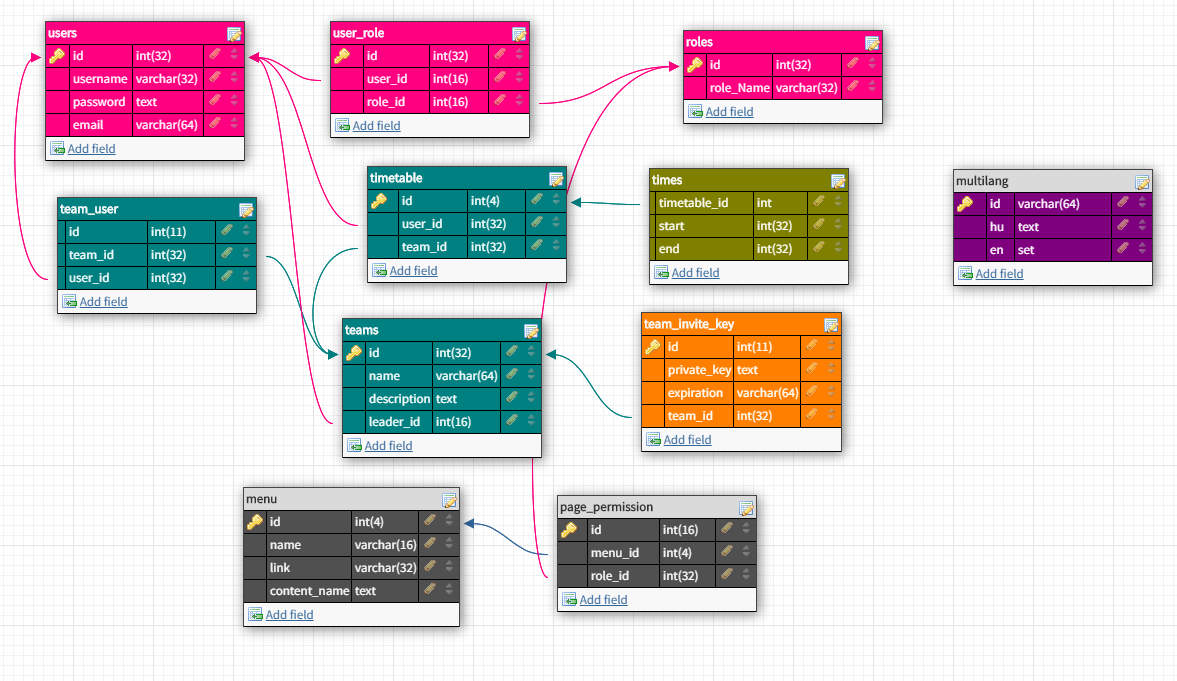 users
id int(32)
username varchar(32)
password text
email varchar(64)
Add field
user_role
id int(32)
user_id int(16)
role_id int(16)
Add field
roles
id int(32)
role_Name varchar(32)
Add field
team_user
id int(11)
team_id int(32)
user_id int(32)
Add field
timetable
id int(4)
user_id int(32)
team_id int(32)
Add field
times
timetable_id int
start int(32)
end int(32)
Add field
multilang
id varchar(64)
hu text
en set
Add field
teams
id int(32)
name varchar(64)
description text
leader_id int(16)
Add field
team_invite_key
id int(11)
private_key text
expiration varchar(64)
team_id int(32)
Add field
menu
id int(4)
name varchar(16)
link varchar(32)
content_name text
Add field
page_permission
id int(16)
menu_id int(4)
role_id int(32)
Add field